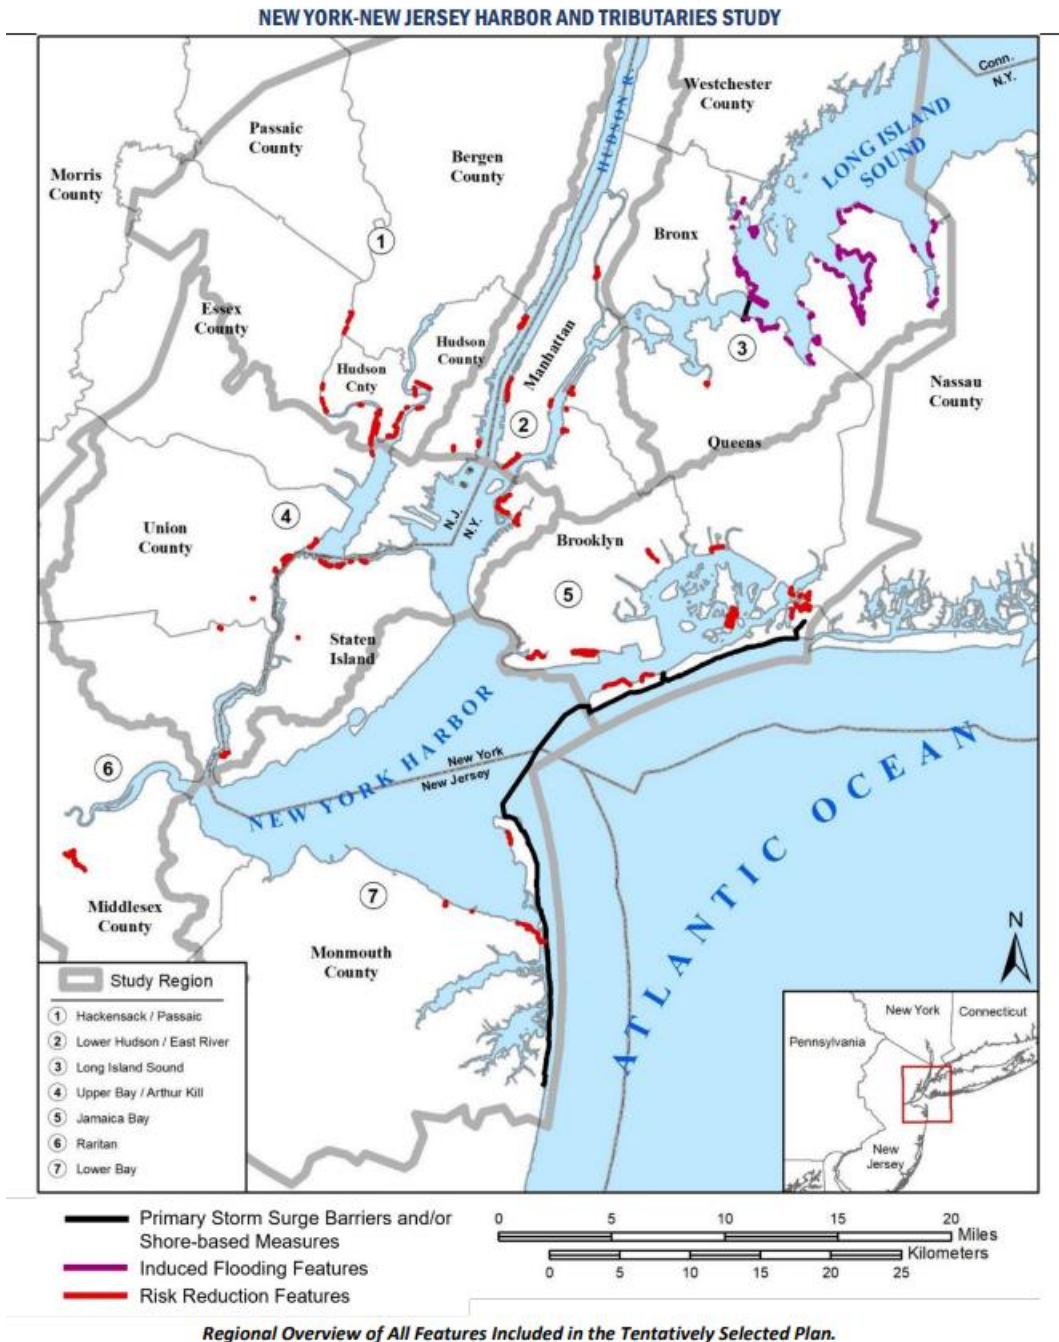 NEW YORK-NEW JERSEY HARBOR AND TRIBUTARIES STUDY
Conn.
N.Y.
Westchester
County
HUDSON R.
LONG ISLAND
SOUND
Passaic
County
Bergen
County
Morris
County
Bronx
1
Essex
County
Hudson
County
Manhattan
3
Hudson
Cnty
Nassau
County
2
Queens
4
N.J.
N.Y.
Union
County
Brooklyn
5
Staten
Island
NEW YORK HARBOR
New York
New Jersey
6
ATLANTIC OCEAN
7
Middlesex
County
Monmouth
County
N
Study Region
1 Hackensack / Passaic
2 Lower Hudson / East River
3 Long Island Sound
4 Upper Bay / Arthur Kill
5 Jamaica Bay
6 Raritan
7 Lower Bay
New York
Connecticut
Pennsylvania
New
Jersey
Primary Storm Surge Barriers and/or
Shore-based Measures
Induced Flooding Features
Risk Reduction Features
0 5 10 15 20
Miles
Kilometers
0 5 10 15 20 25
Regional Overview of All Features Included in the Tentatively Selected Plan.